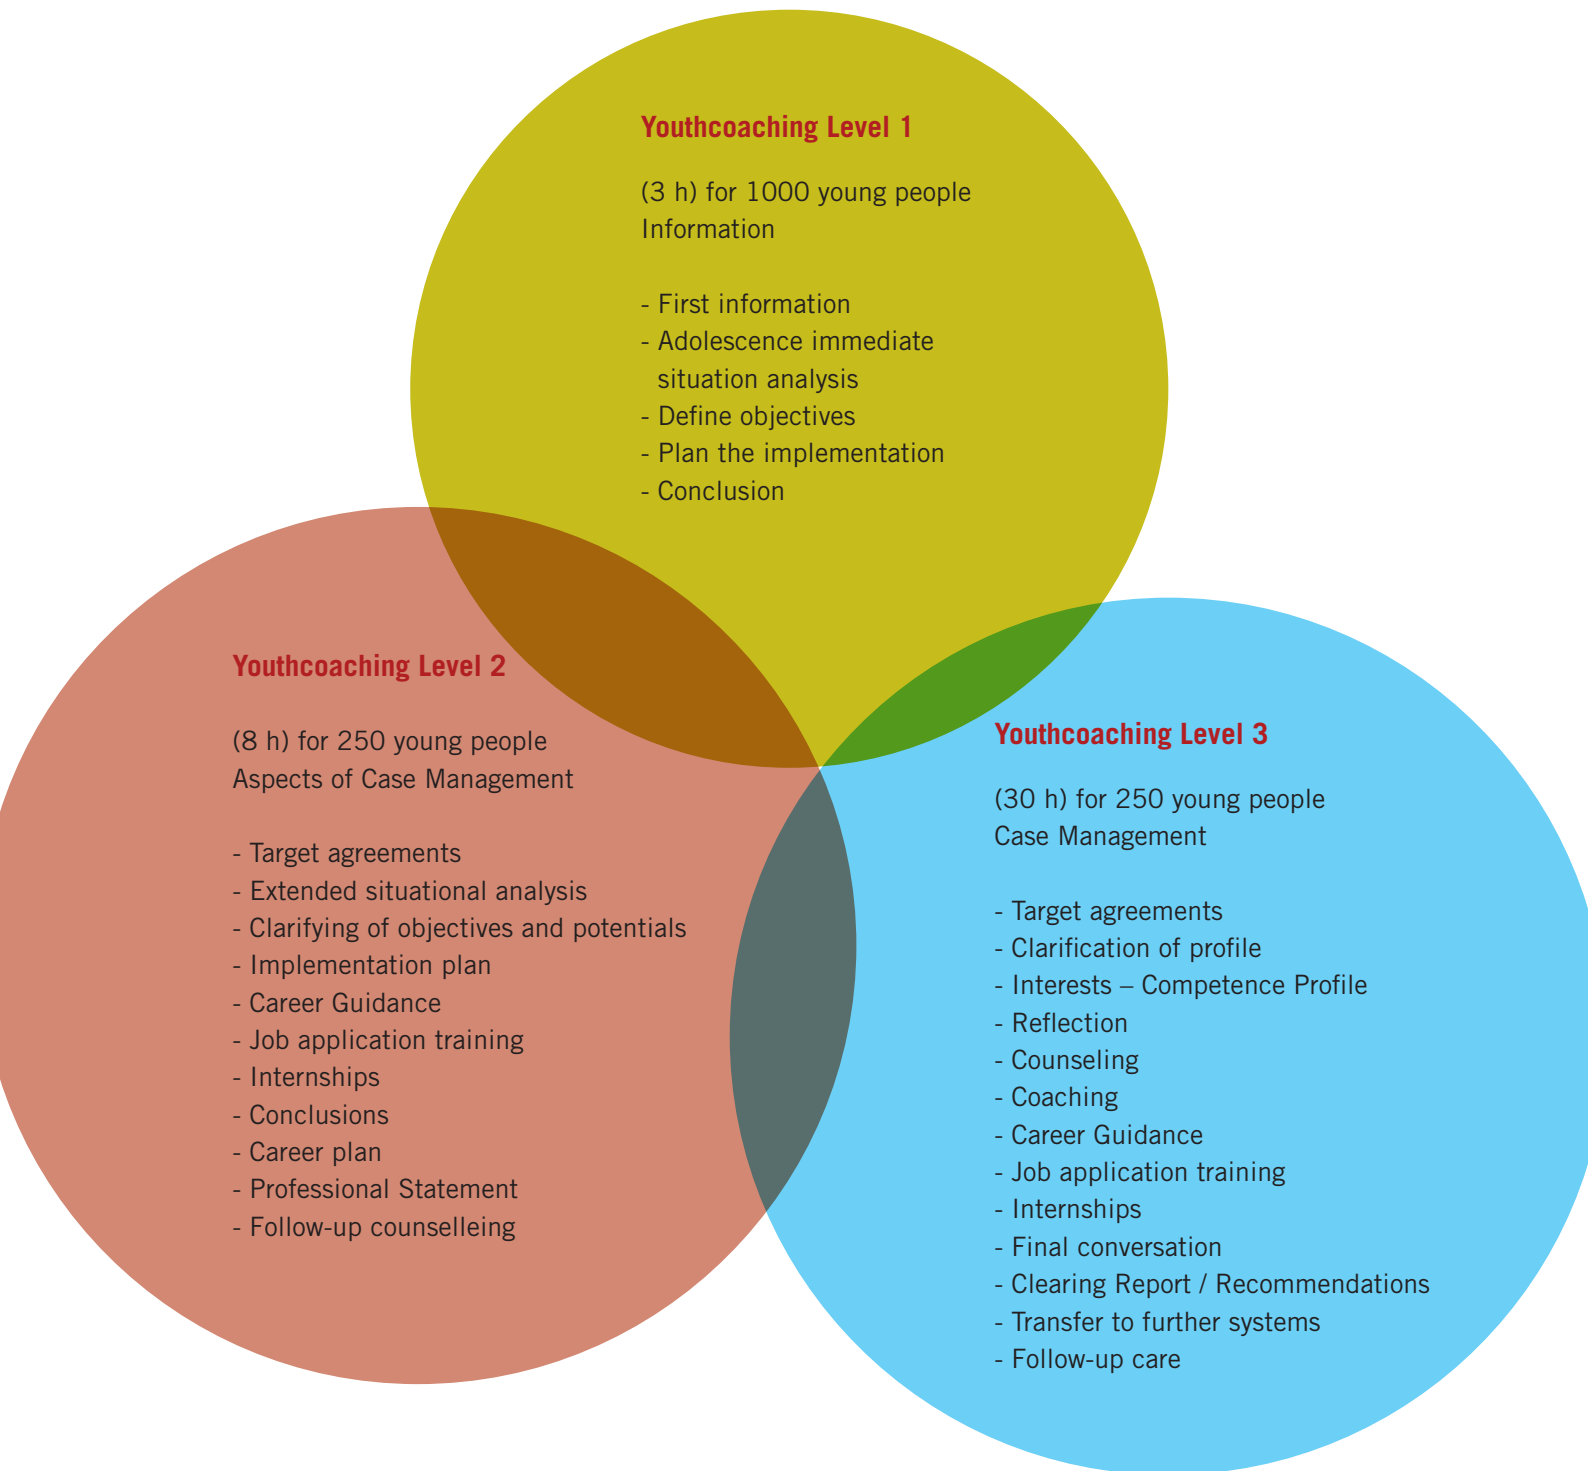 Youthcoaching Level 1
(3 h) for 1000 young people
Information
- First information
- Adolescence immediate
situation analysis
- Define objectives
- Plan the implementation
- Conclusion
Youthcoaching Level 2
(8 h) for 250 young people
Aspects of Case Management
- Target agreements
- Extended situational analysis
- Clarifying of objectives and potentials
- Implementation plan
- Career Guidance
- Job application training
- Internships
- Conclusions
- Career plan
- Professional Statement
- Follow-up counselleing
Youthcoaching Level 3
(30 h) for 250 young people
Case Management
- Target agreements
- Clarification of profile
- Interests – Competence Profile
- Reflection
- Counseling
- Coaching
- Career Guidance
- Job application training
- Internships
- Final conversation
- Clearing Report / Recommendations
- Transfer to further systems
- Follow-up care